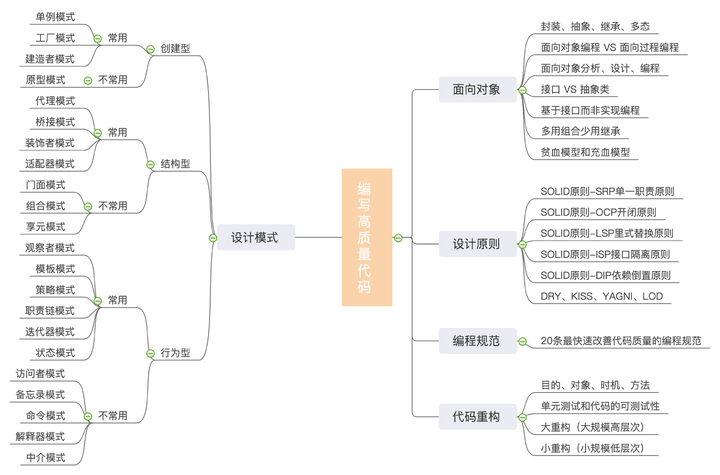 编写高质量代码
设计模式
创建型
常用
单例模式
工厂模式
建造者模式
不常用
原型模式
结构型
常用
代理模式
桥接模式
装饰者模式
适配器模式
不常用
门面模式
组合模式
享元模式
行为型
常用
观察者模式
模板模式
策略模式
职责链模式
迭代器模式
状态模式
不常用
访问者模式
备忘录模式
命令模式
解释器模式
中介模式
面向对象
封装、抽象、继承、多态
面向对象编程 VS 面向过程编程
面向对象分析、设计、编程
接口 VS 抽象类
基于接口而非实现编程
多用组合少用继承
贫血模型和充血模型
设计原则
SOLID原则-SRP单一职责原则
SOLID原则-OCP开闭原则
SOLID原则-LSP里式替换原则
SOLID原则-ISP接口隔离原则
SOLID原则-DIP依赖倒置原则
DRY、KISS、YAGNI、LOD
编程规范
20条最快速改善代码质量的编程规范
代码重构
目的、对象、时机、方法
单元测试和代码的可测试性
大重构（大规模高层次）
小重构（小规模低层次）